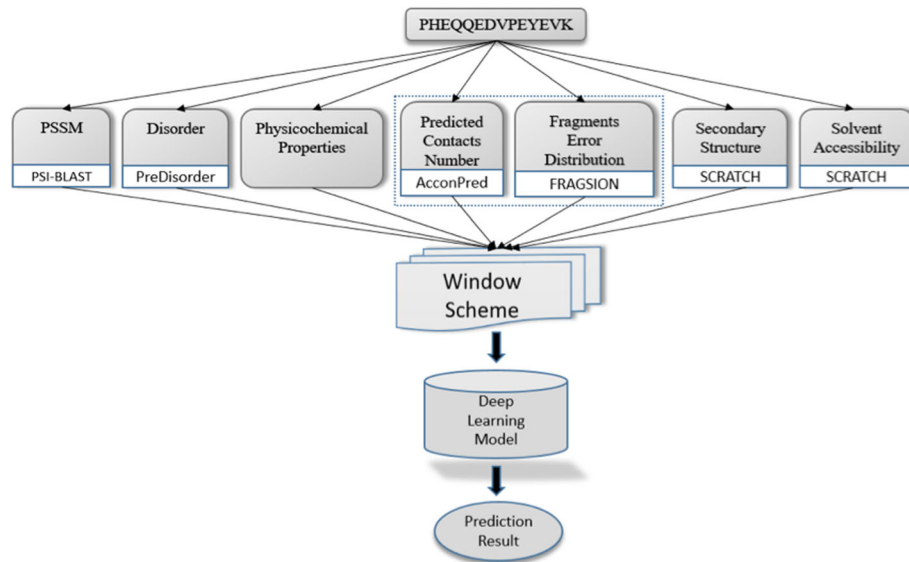 PHEQQEDVPEYEVK
PSSM
PSI-BLAST
Disorder
PreDisorder
Physicochemical
Properties
Predicted
Contacts
Number
AcconPred
Fragments
Error
Distribution
FRAGSION
Secondary
Structure
SCRATCH
Solvent
Accessibility
SCRATCH
Window
Scheme
Deep
Learning
Model
Prediction
Result